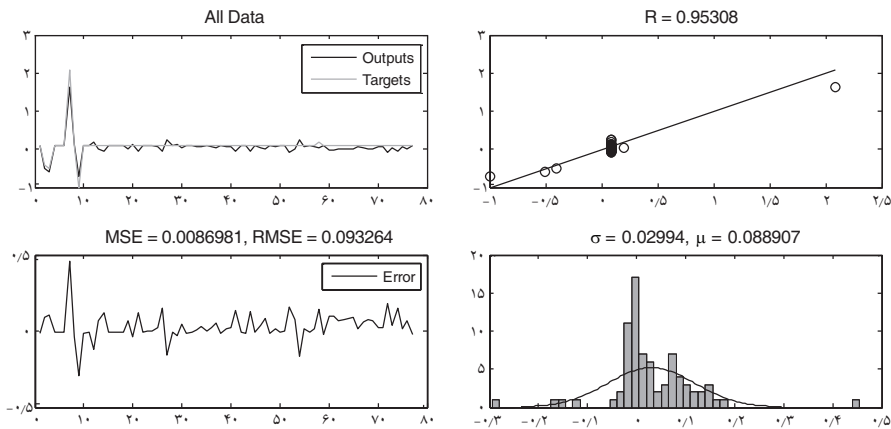 All Data
۳
۲
۱
۰
−۱
Outputs
Targets
۰ ۱۰ ۲۰ ۳۰ ۴۰ ۵۰ ۶۰ ۷۰ ۸۰
R = 0.95308
۳
۲
۱
۰
−۱
−۱ −۰/۵ ۰ ۰/۵ ۱ ۱/۵ ۲ ۲/۵
MSE = 0.0086981, RMSE = 0.093264
۰/۵
۰
−۰/۵
Error
۰ ۱۰ ۲۰ ۳۰ ۴۰ ۵۰ ۶۰ ۷۰ ۸۰
σ = 0.02994, μ = 0.088907
۲۰
۱۵
۱۰
۵
۰
−۰/۳ −۰/۲ −۰/۱ ۰ ۰/۱ ۰/۲ ۰/۳ ۰/۴ ۰/۵